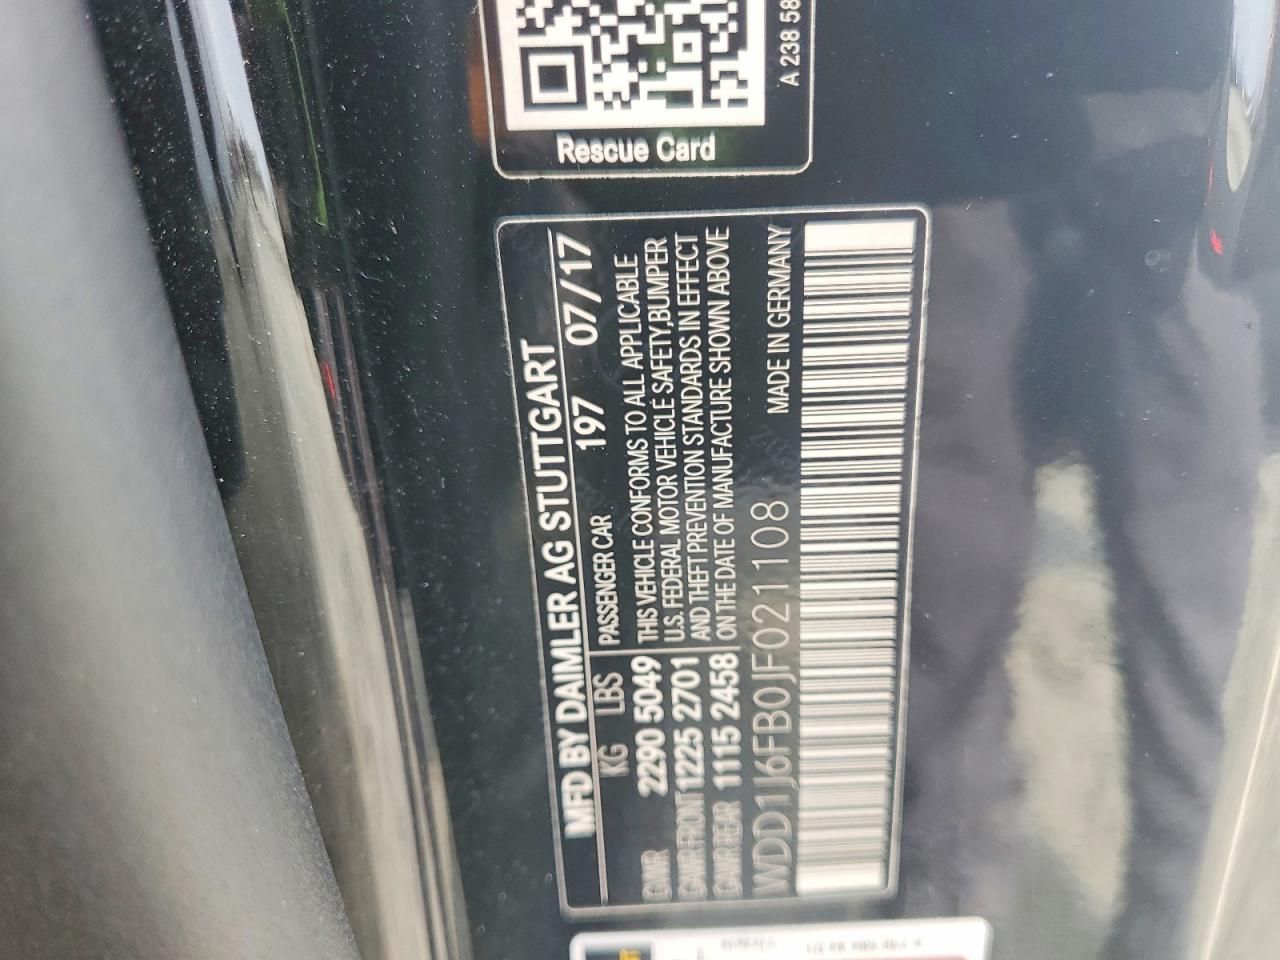 A 238 58
Rescue Card
MFD BY DAIMLER AG STUTTGART
KG LBS PASSENGER CAR 197 07/17
GVWR 2290 5049 THIS VEHICLE CONFORMS TO ALL APPLICABLE
GAWR FRONT 1225 2701 U.S. FEDERAL MOTOR VEHICLE SAFETY,BUMPER
AND THEFT PREVENTION STANDARDS IN EFFECT
GAWR REAR 1115 2458 ON THE DATE OF MANUFACTURE SHOWN ABOVE
WDD1J6FB0JF021108 MADE IN GERMANY